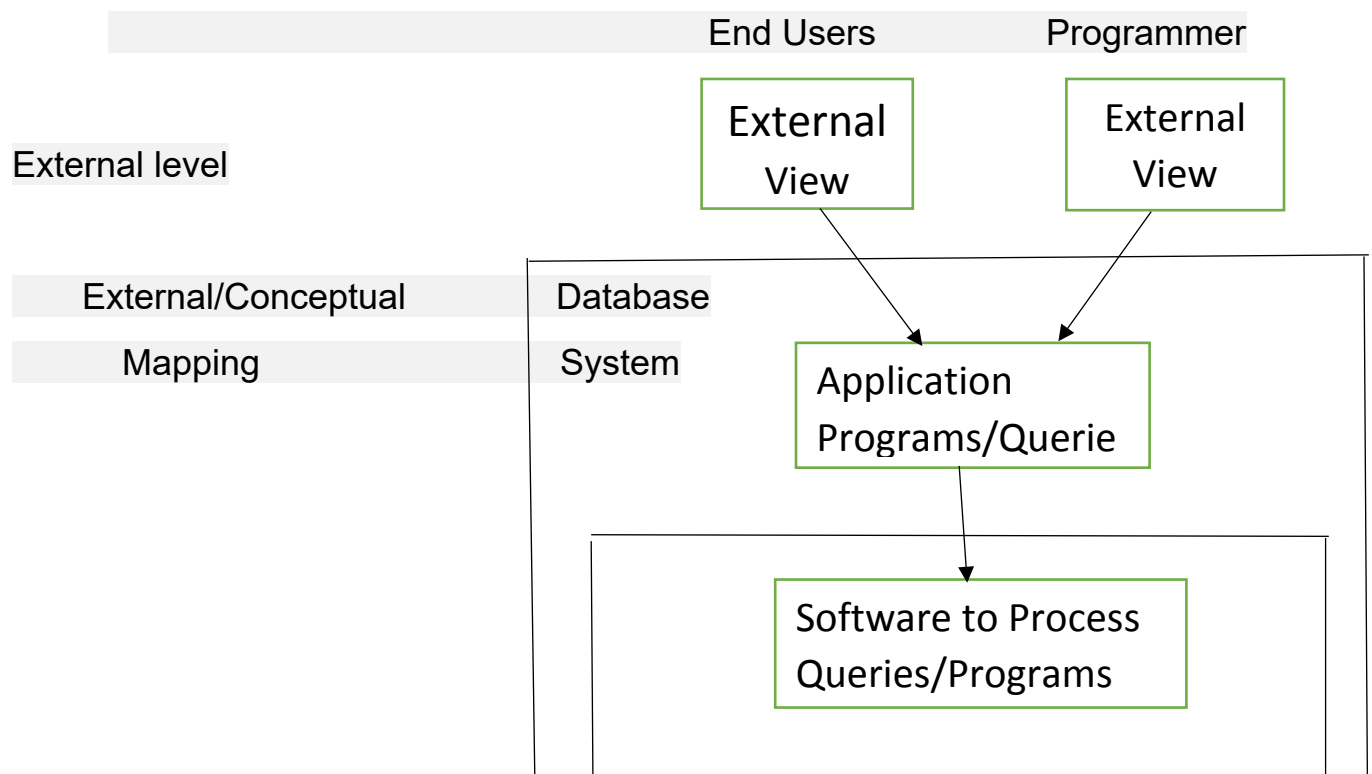 End Users Programmer
External View
External View
External level
External/Conceptual Database
Mapping System
Application
Programs/Querie
Software to Process
Queries/Programs